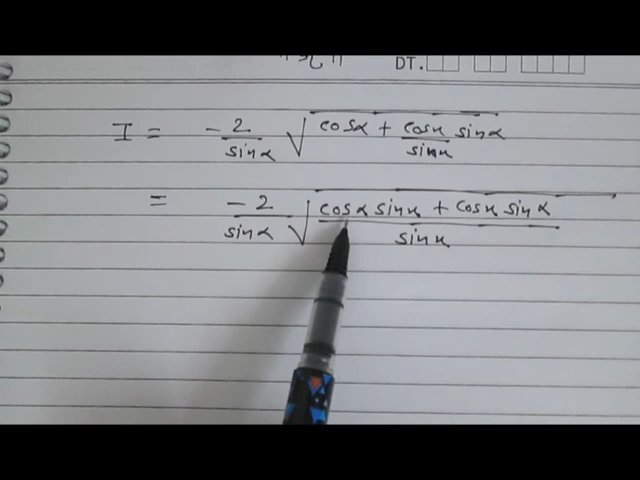 DT.
I = -2/sinα √(cosα + cosx/sinx sinα)
= -2/sinα √((cosα sinx + cosx sinα)/sinx)